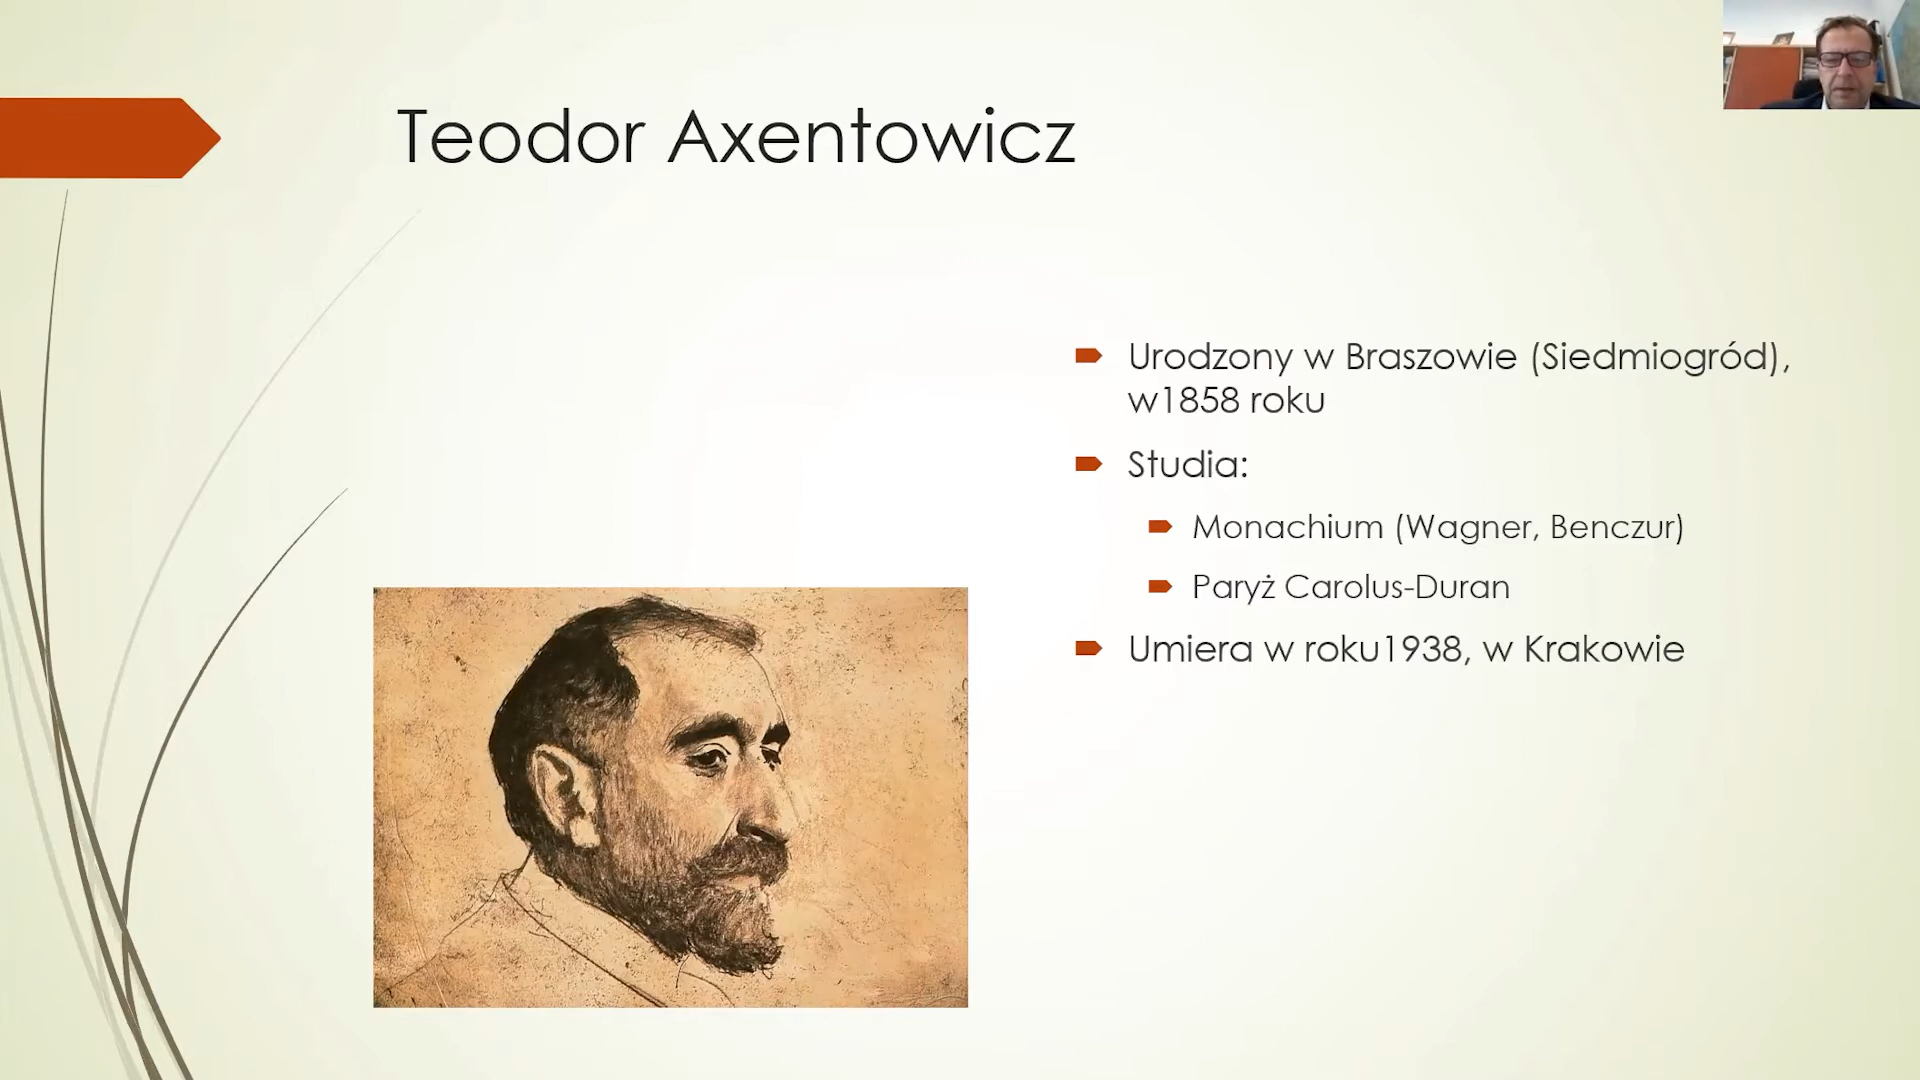 Teodor Axentowicz
Urodzony w Braszowie (Siedmiogród),
w1858 roku
Studia:
Monachium (Wagner, Benczur)
Paryż Carolus-Duran
Umiera w roku1938, w Krakowie